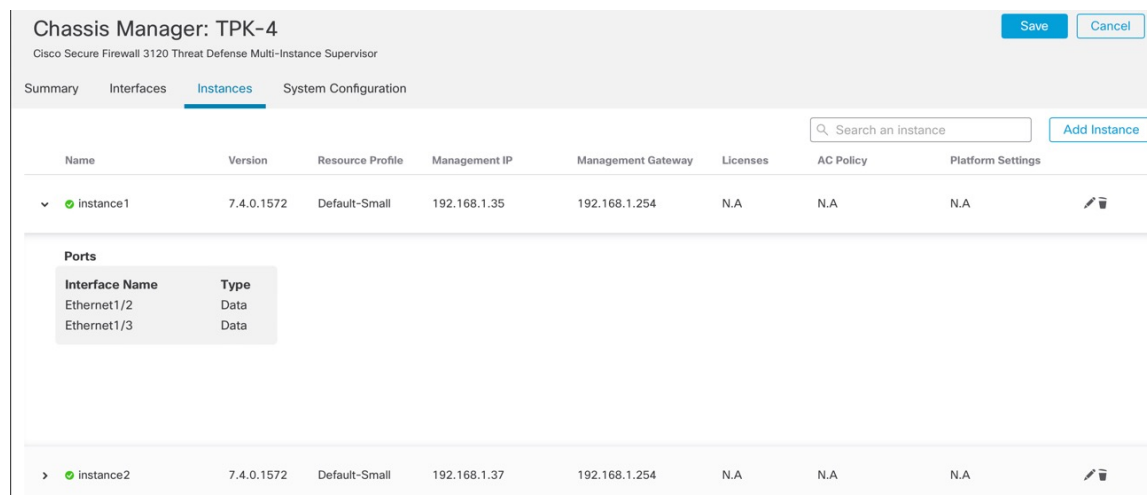 Chassis Manager: TPK-4
Save
Cancel
Cisco Secure Firewall 3120 Threat Defense Multi-Instance Supervisor
Summary Interfaces Instances System Configuration
Search an instance
Add Instance
Name Version Resource Profile Management IP Management Gateway Licenses AC Policy Platform Settings
instance1 7.4.0.1572 Default-Small 192.168.1.35 192.168.1.254 N.A N.A N.A
Ports
Interface Name Type
Ethernet1/2 Data
Ethernet1/3 Data
instance2 7.4.0.1572 Default-Small 192.168.1.37 192.168.1.254 N.A N.A N.A